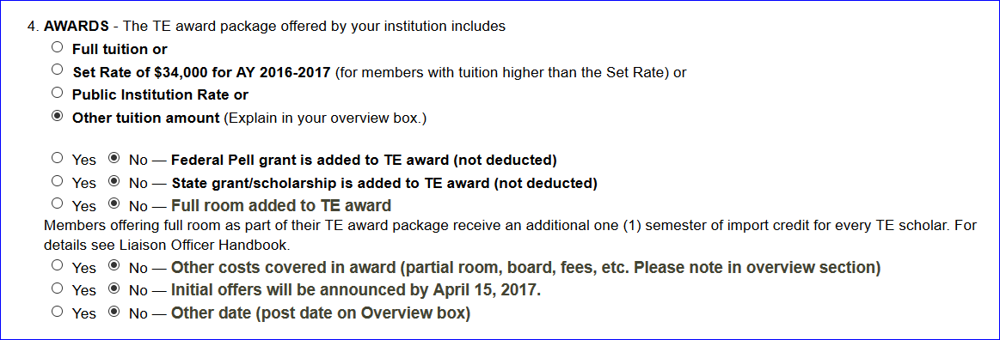 4. AWARDS - The TE award package offered by your institution includes
Full tuition or
Set Rate of $34,000 for AY 2016-2017 (for members with tuition higher than the Set Rate) or
Public Institution Rate or
Other tuition amount (Explain in your overview box.)
Yes No — Federal Pell grant is added to TE award (not deducted)
Yes No — State grant/scholarship is added to TE award (not deducted)
Yes No — Full room added to TE award
Members offering full room as part of their TE award package receive an additional one (1) semester of import credit for every TE scholar. For
details see Liaison Officer Handbook.
Yes No — Other costs covered in award (partial room, board, fees, etc. Please note in overview section)
Yes No — Initial offers will be announced by April 15, 2017.
Yes No — Other date (post date on Overview box)